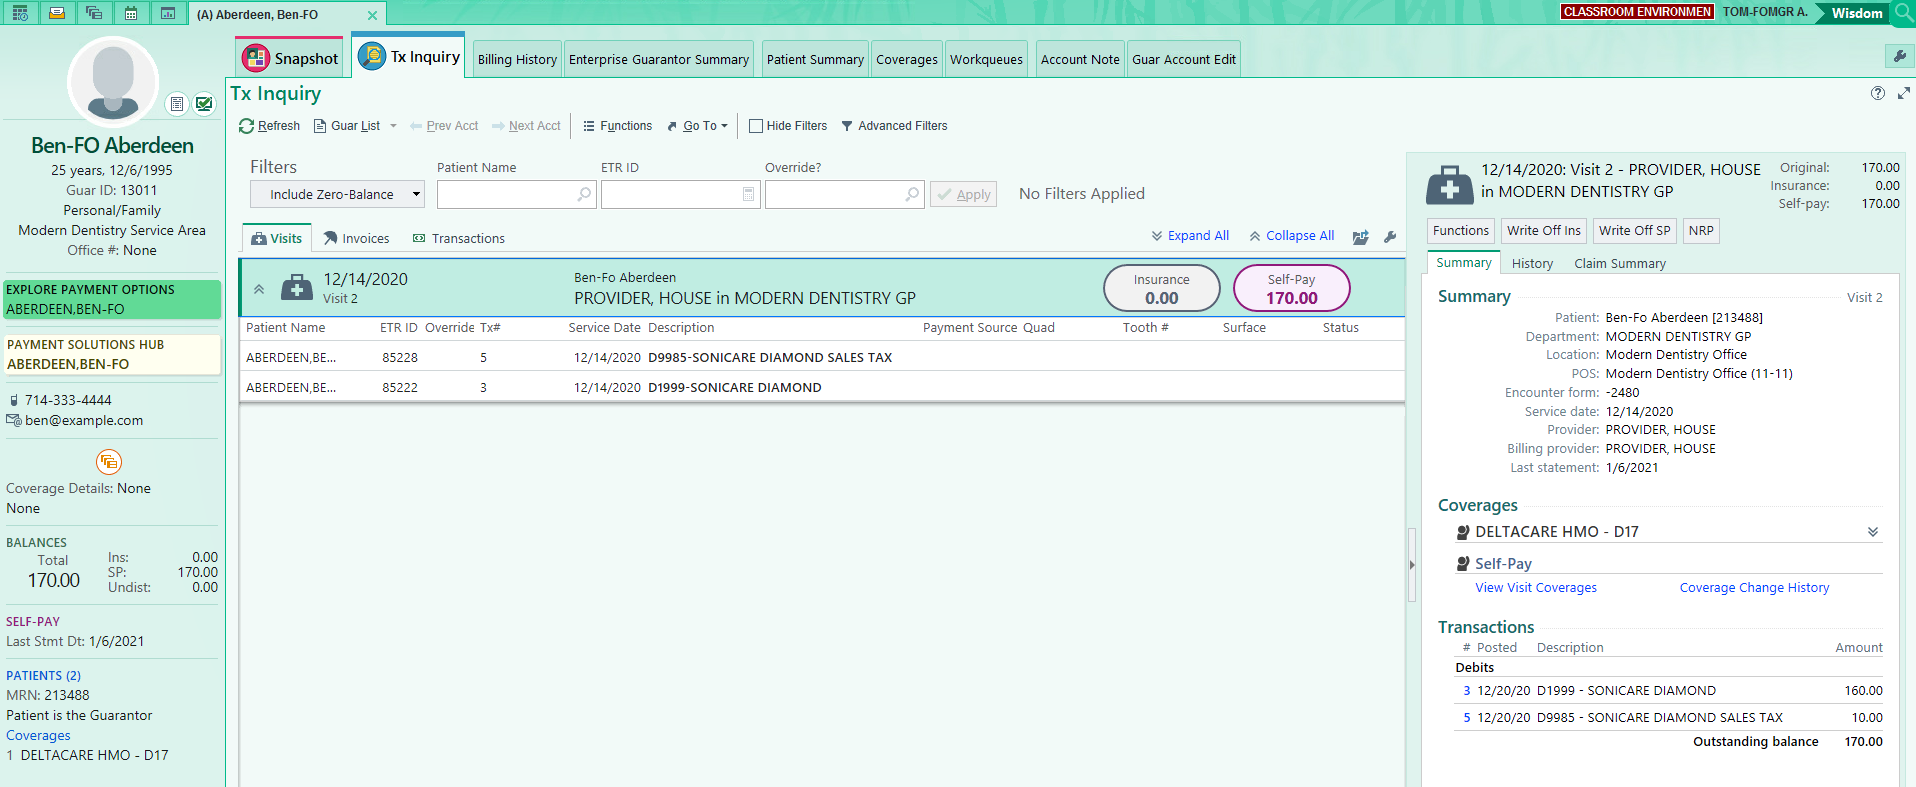 (A) Aberdeen, Ben-FO
CLASSROOM ENVIRONMEN
TOM-FOMGR A.
Wisdom
Snapshot
Tx Inquiry
Billing History
Enterprise Guarantor Summary
Patient Summary
Coverages
Workqueues
Account Note
Guar Account Edit
Ben-FO Aberdeen
25 years, 12/6/1995
Guar ID: 13011
Personal/Family
Modern Dentistry Service Area
Office #: None
EXPLORE PAYMENT OPTIONS
ABERDEEN,BEN-FO
PAYMENT SOLUTIONS HUB
ABERDEEN,BEN-FO
714-333-4444
ben@example.com
Coverage Details: None
None
BALANCES
Total
170.00
Ins: 0.00
SP: 170.00
Undist: 0.00
SELF-PAY
Last Stmt Dt: 1/6/2021
PATIENTS (2)
MRN: 213488
Patient is the Guarantor
Coverages
1 DELTACARE HMO - D17
Tx Inquiry
Refresh
Guar List
Prev Acct
Next Acct
Functions
Go To
Hide Filters
Advanced Filters
Filters
Include Zero-Balance
Patient Name
ETR ID
Override?
Apply
No Filters Applied
Visits
Invoices
Transactions
Expand All
Collapse All
12/14/2020
Visit 2
Ben-Fo Aberdeen
PROVIDER, HOUSE in MODERN DENTISTRY GP
Insurance
0.00
Self-Pay
170.00
Patient Name ETR ID Override Tx# Service Date Description Payment Source Quad Tooth # Surface Status
ABERDEEN,BE... 85228 5 12/14/2020 D9985-SONICARE DIAMOND SALES TAX
ABERDEEN,BE... 85222 3 12/14/2020 D1999-SONICARE DIAMOND
12/14/2020: Visit 2 - PROVIDER, HOUSE
in MODERN DENTISTRY GP
Original: 170.00
Insurance: 0.00
Self-pay: 170.00
Functions
Write Off Ins
Write Off SP
NRP
Summary
History
Claim Summary
Summary
Visit 2
Patient: Ben-Fo Aberdeen [213488]
Department: MODERN DENTISTRY GP
Location: Modern Dentistry Office
POS: Modern Dentistry Office (11-11)
Encounter form: -2480
Service date: 12/14/2020
Provider: PROVIDER, HOUSE
Billing provider: PROVIDER, HOUSE
Last statement: 1/6/2021
Coverages
DELTACARE HMO - D17
Self-Pay
View Visit Coverages
Coverage Change History
Transactions
# Posted Description Amount
Debits
3 12/20/20 D1999 - SONICARE DIAMOND 160.00
5 12/20/20 D9985 - SONICARE DIAMOND SALES TAX 10.00
Outstanding balance 170.00